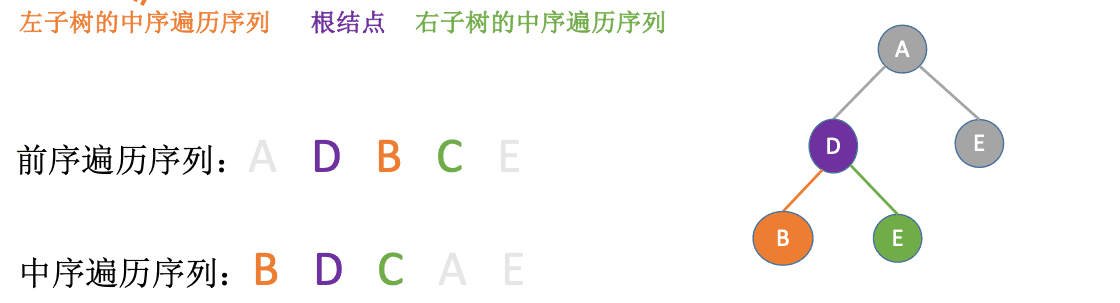 左子树的中序遍历序列 根结点 右子树的中序遍历序列
A
D E
前序遍历序列：A D B C E
B E
中序遍历序列：B D C A E